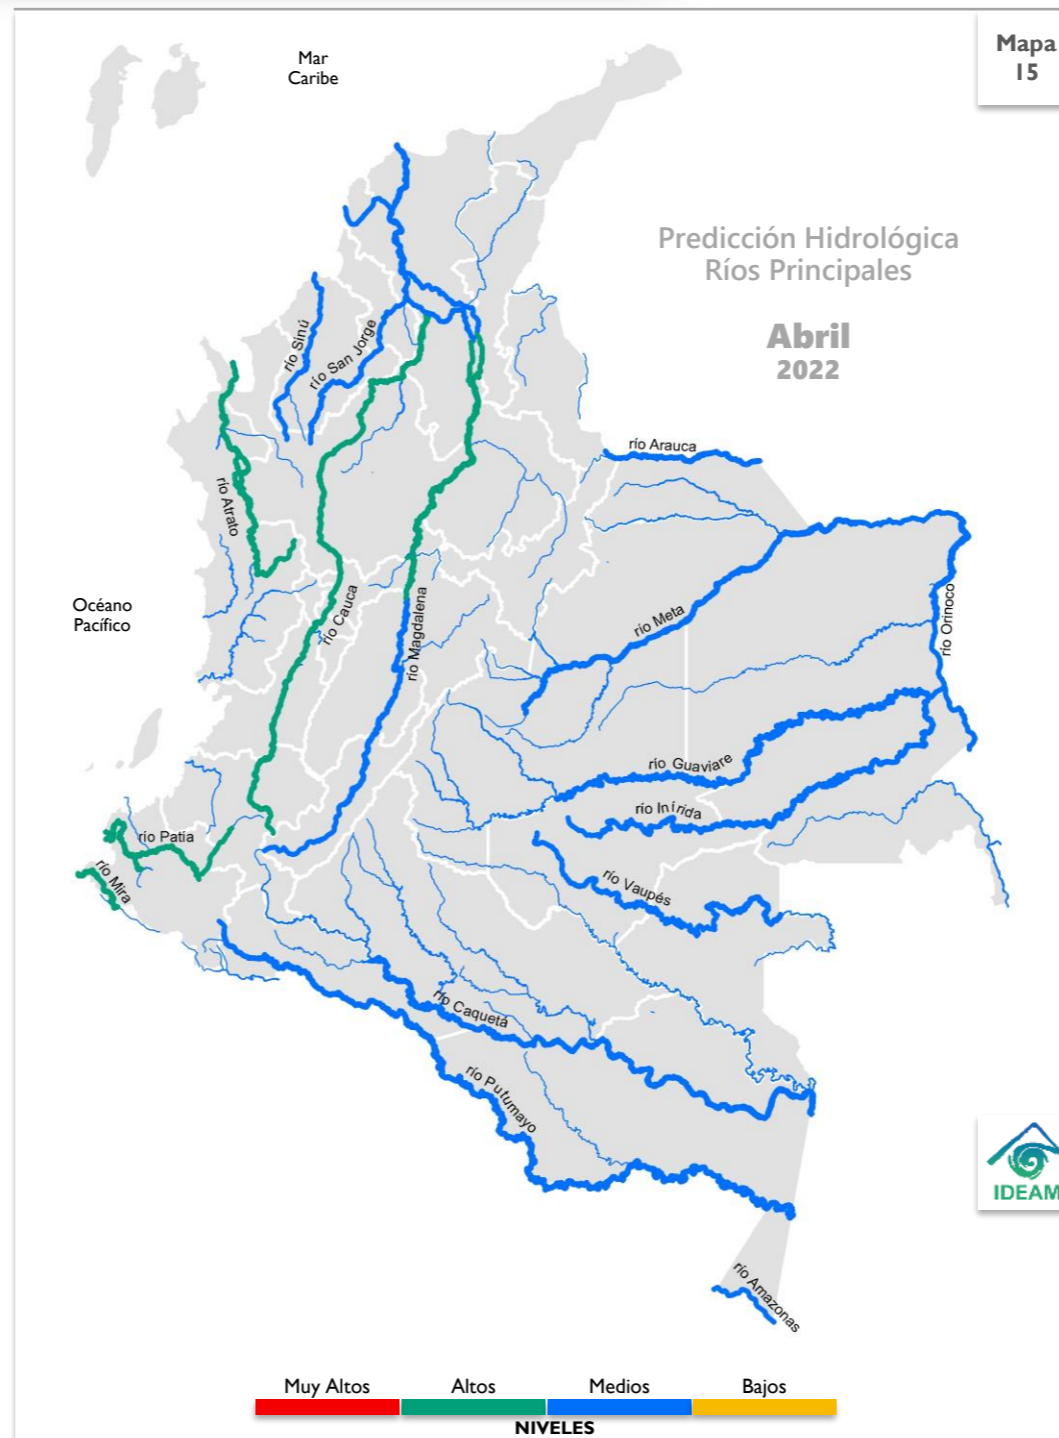 Mapa
15
Mar
Caribe
Predicción Hidrológica
Ríos Principales
Abril
2022
río Sinú
río San Jorge
río Arauca
río Atrato
Océano
Pacífico
río Cauca
río Magdalena
río Meta
río Orinoco
río Guaviare
río Inírida
río Patía
río Mira
río Vaupés
río Caquetá
río Putumayo
IDEAM
río Amazonas
Muy Altos
Altos
Medios
Bajos
NIVELES